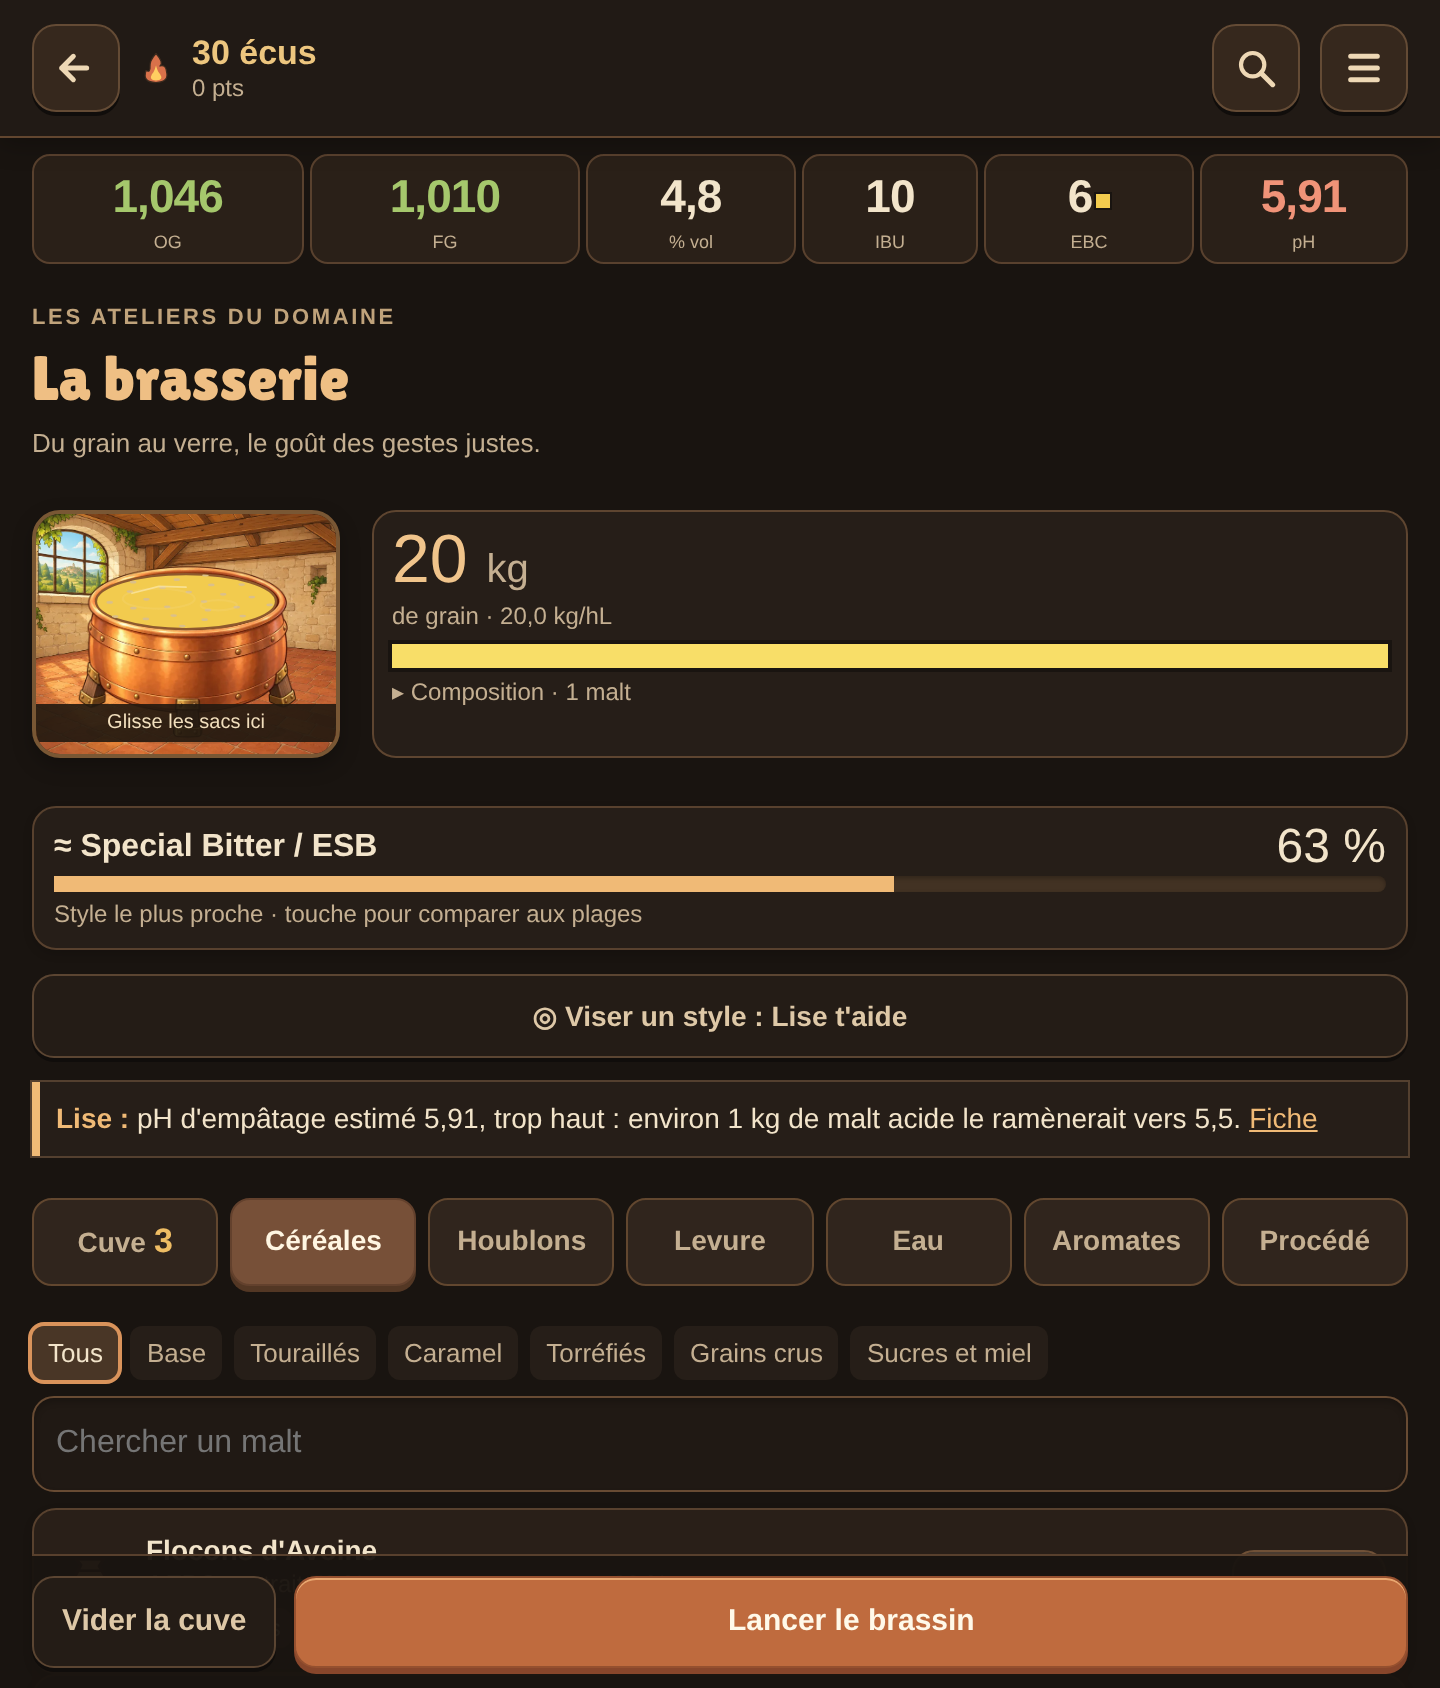 30 écus
0 pts
1,046
OG
1,010
FG
4,8
% vol
10
IBU
6
EBC
5,91
pH
LES ATELIERS DU DOMAINE
La brasserie
Du grain au verre, le goût des gestes justes.
Glisse les sacs ici
20 kg
de grain · 20,0 kg/hL
▸ Composition · 1 malt
≈ Special Bitter / ESB
63 %
Style le plus proche · touche pour comparer aux plages
◎ Viser un style : Lise t'aide
Lise : pH d'empâtage estimé 5,91, trop haut : environ 1 kg de malt acide le ramènerait vers 5,5. Fiche
Cuve 3
Céréales
Houblons
Levure
Eau
Aromates
Procédé
Tous
Base
Touraillés
Caramel
Torréfiés
Grains crus
Sucres et miel
Chercher un malt
Flocons d'Avoine
Vider la cuve
Lancer le brassin